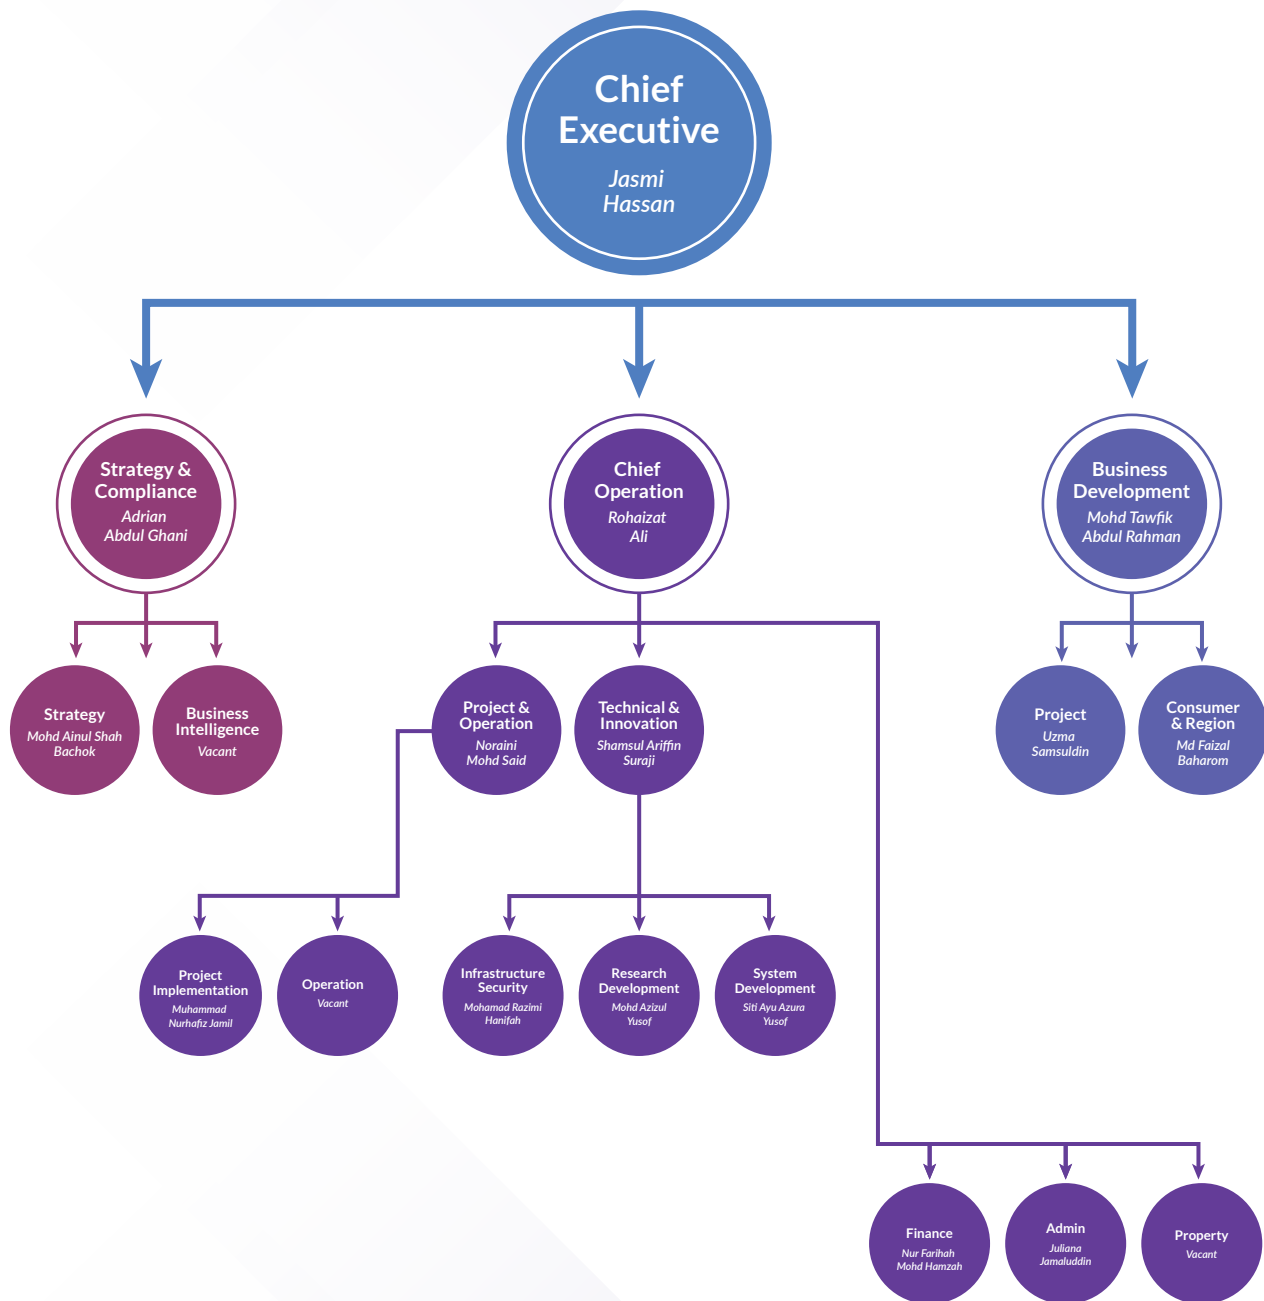 Chief
Executive
Jasmi
Hassan
Strategy &
Compliance
Adrian
Abdul Ghani
Chief
Operation
Rohaizat
Ali
Business
Development
Mohd Tawfik
Abdul Rahman
Strategy
Mohd Ainul Shah
Bachok
Business
Intelligence
Vacant
Project &
Operation
Noraini
Mohd Said
Technical &
Innovation
Shamsul Ariffin
Suraji
Project
Uzma
Samsuldin
Consumer
& Region
Md Faizal
Baharom
Project
Implementation
Muhammad
Nurhafiz Jamil
Operation
Vacant
Infrastructure
Security
Mohamad Razimi
Hanifah
Research
Development
Mohd Azizul
Yusof
System
Development
Siti Ayu Azura
Yusof
Finance
Nur Farihah
Mohd Hamzah
Admin
Juliana
Jamaluddin
Property
Vacant